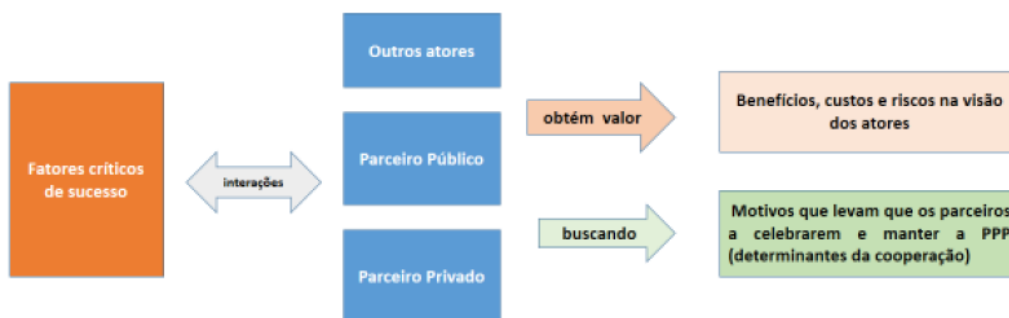 Outros atores
Fatores críticos
de sucesso
interações
Parceiro Público
Parceiro Privado
obtém valor
buscando
Benefícios, custos e riscos na visão
dos atores
Motivos que levam que os parceiros
a celebrarem e manter a PPP
(determinantes da cooperação)